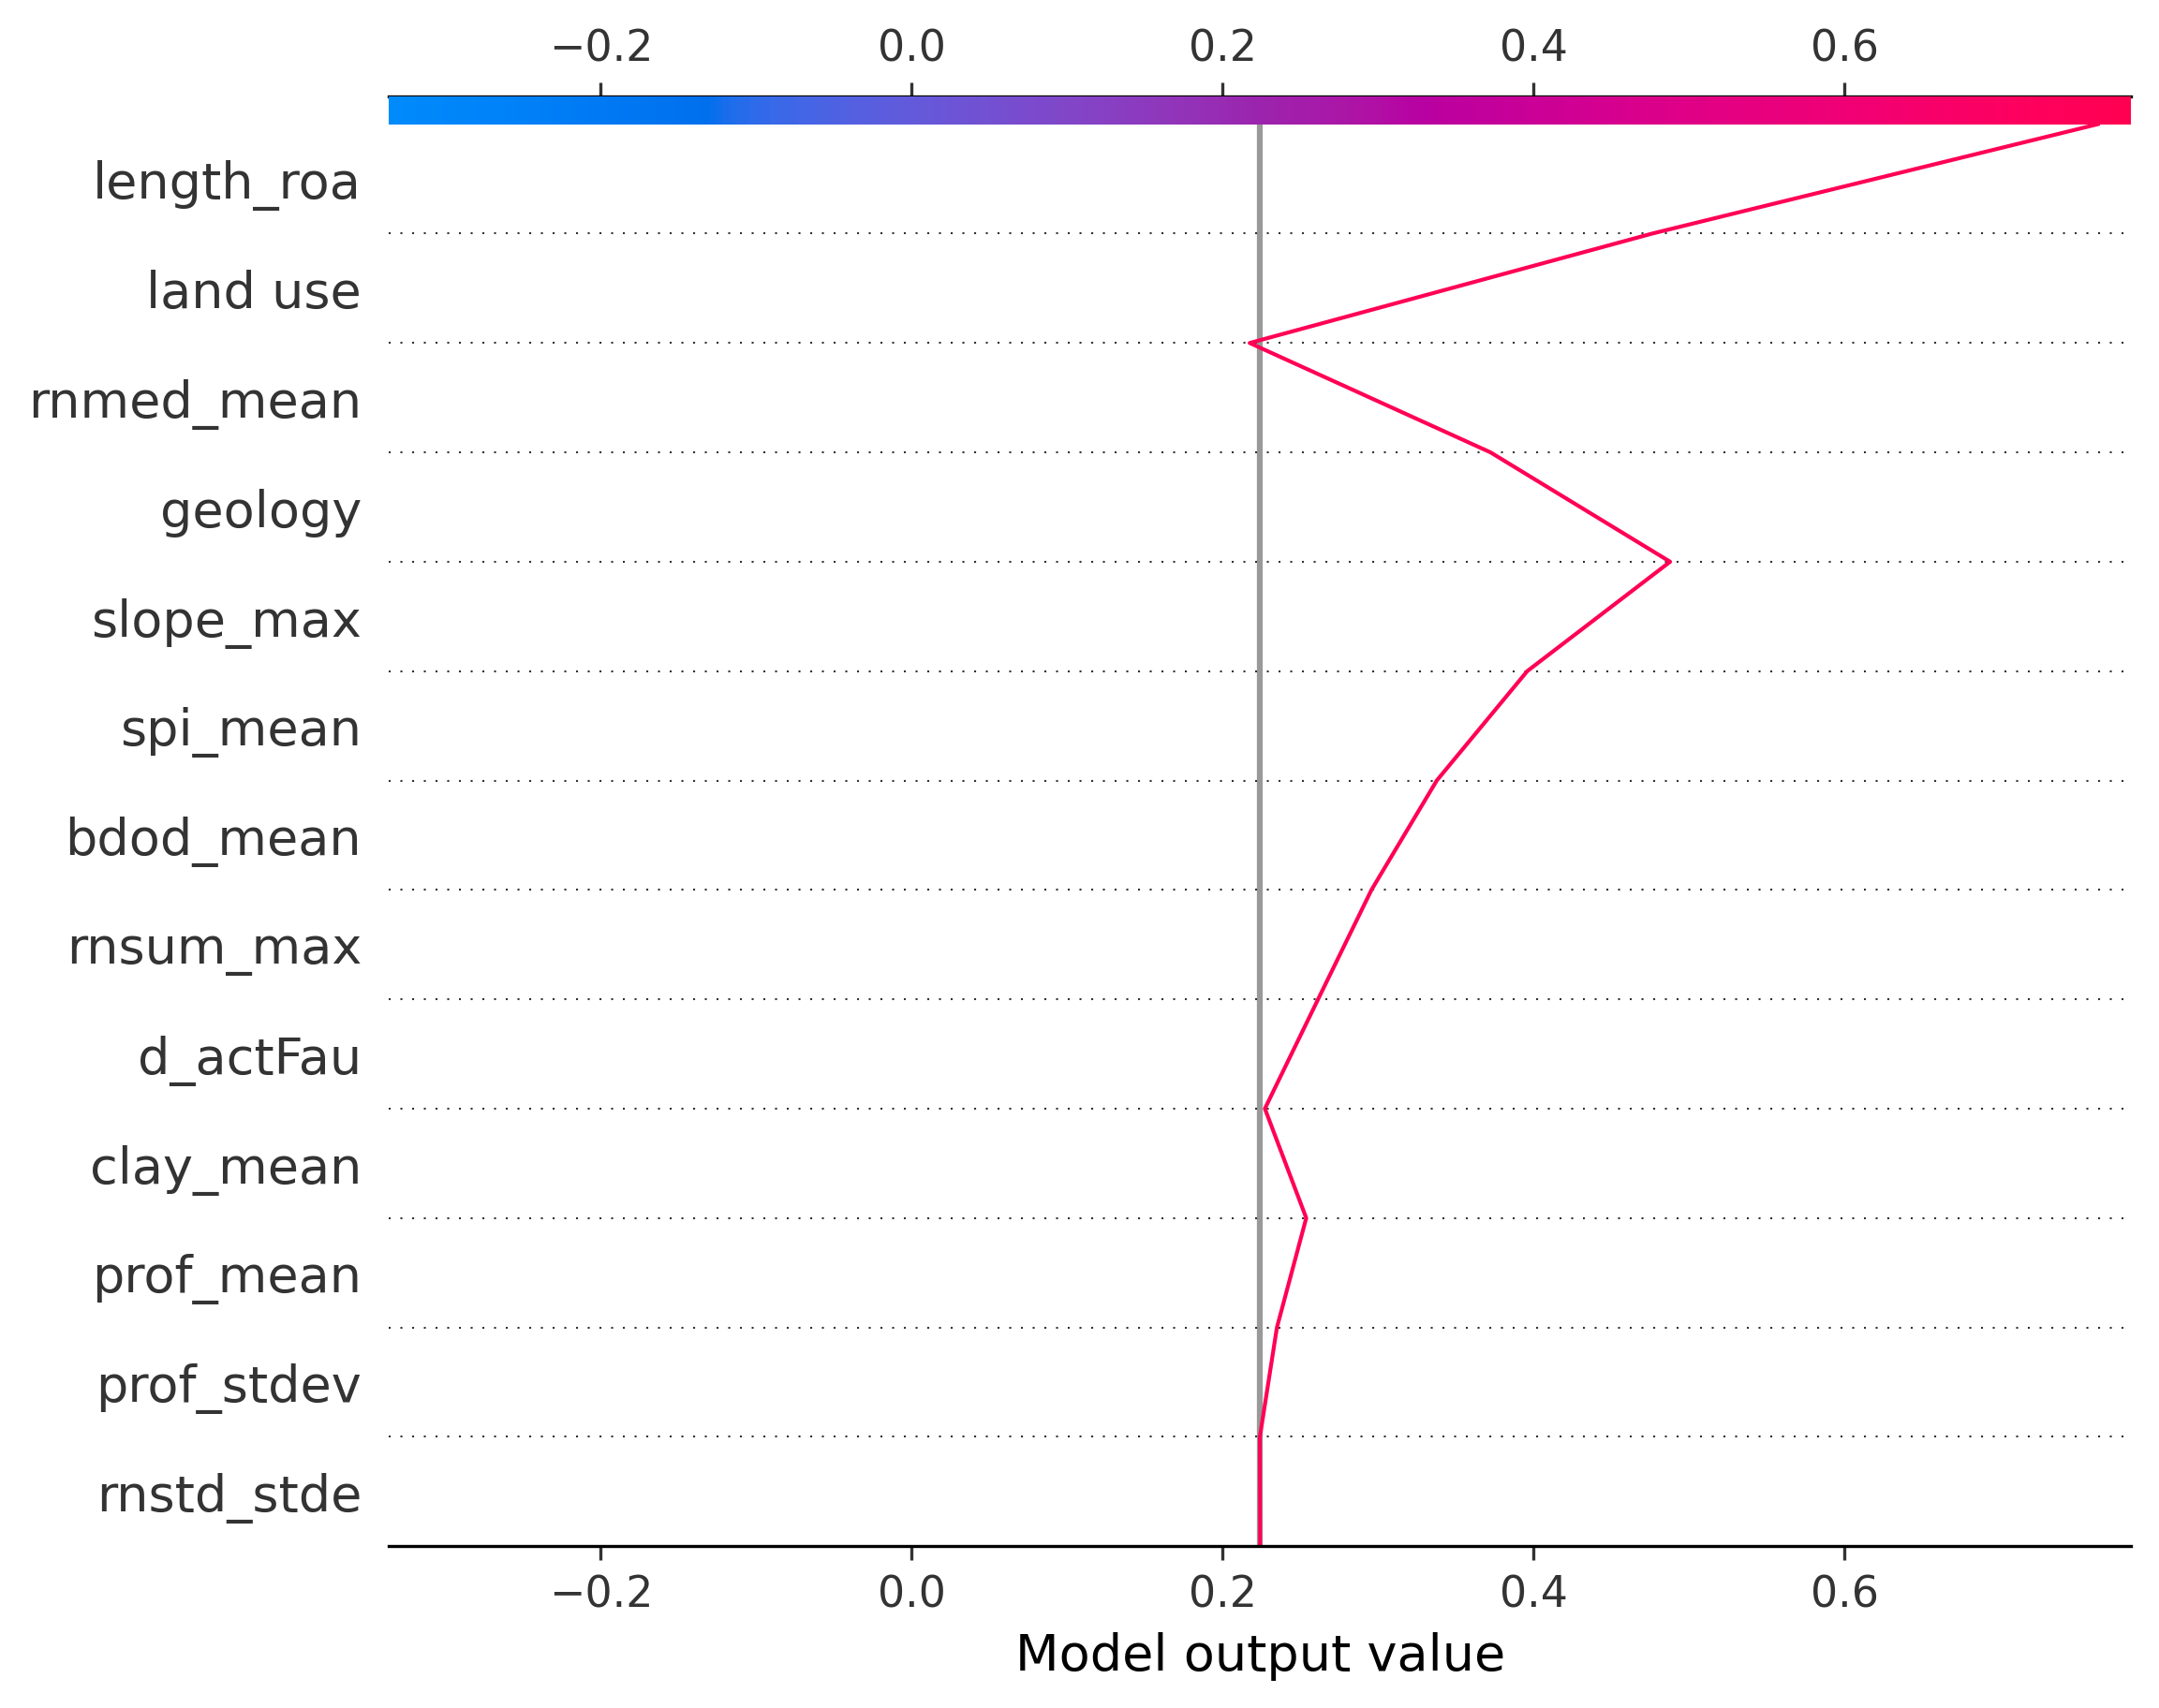 −0.2 0.0 0.2 0.4 0.6
length_roa
land use
rnmed_mean
geology
slope_max
spi_mean
bdod_mean
rnsum_max
d_actFau
clay_mean
prof_mean
prof_stdev
rnstd_stde
−0.2 0.0 0.2 0.4 0.6
Model output value